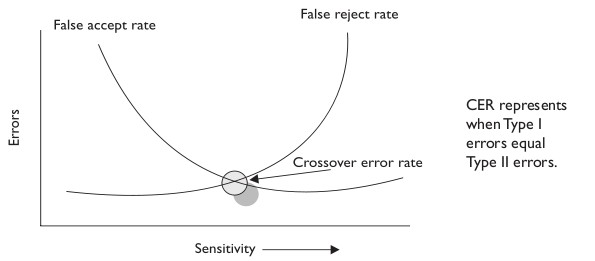 False accept rate
False reject rate
Errors
Crossover error rate
CER represents
when Type I
errors equal
Type II errors.
Sensitivity